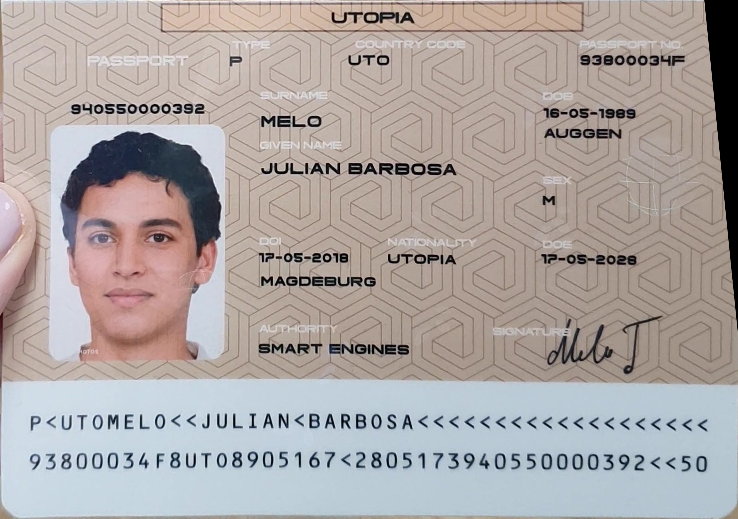 UTOPIA
PASSPORT
TYPE
P
COUNTRY CODE
UTO
PASSPORT NO.
93800034F
940550000392
SURNAME
MELO
DOB
16-05-1989
AUGGEN
GIVEN NAME
JULIAN BARBOSA
SEX
M
DOI
17-05-2018
MAGDEBURG
NATIONALITY
UTOPIA
DOE
17-05-2028
AUTHORITY
SMART ENGINES
SIGNATURE
Melo J
P<UTOMELO<<JULIAN<BARBOSA<<<<<<<<<<<<<<<<<<<
93800034F8UTO8905167<2805173940550000392<<50